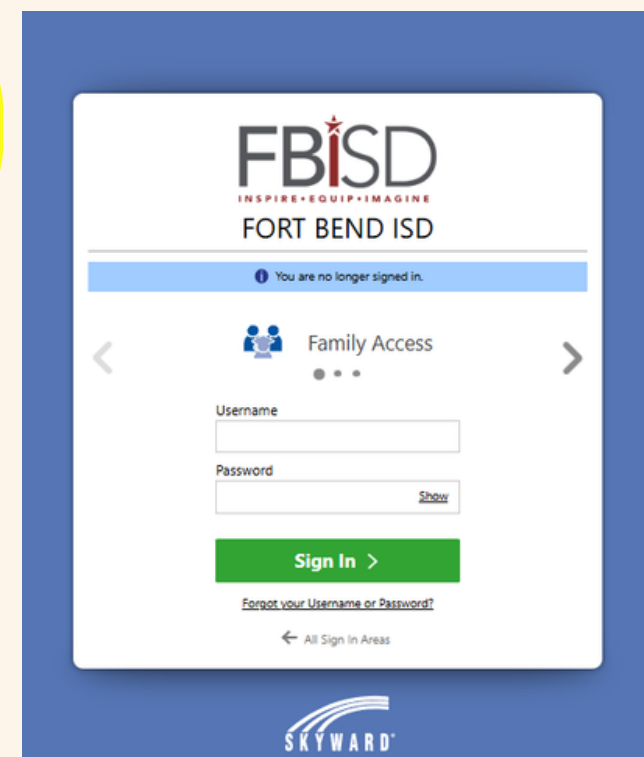 FBiSD
INSPIRE•EQUIP•IMAGINE
FORT BEND ISD
You are no longer signed in.
Family Access
Username
Password
Show
Sign In >
Forgot your Username or Password?
← All Sign In Areas
SKYWARD